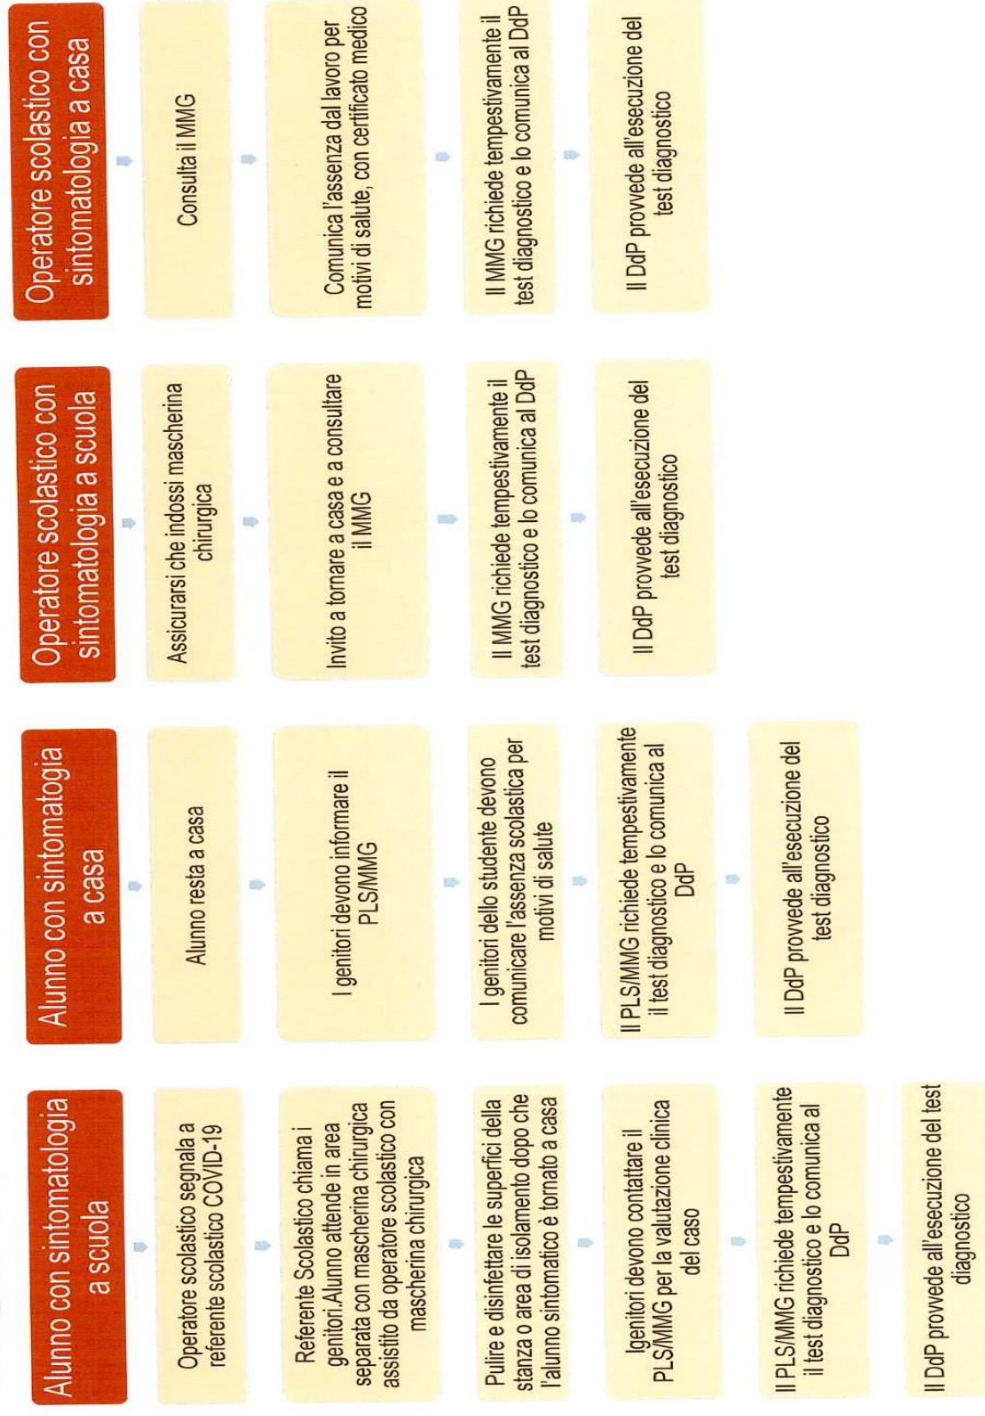 Alunno con sintomatologia
a scuola
Operatore scolastico segnala a
referente scolastico COVID-19
Referente Scolastico chiama i
genitori.Alunno attende in area
separata con mascherina chirurgica
assistito da operatore scolastico con
mascherina chirurgica
Pulire e disinfettare le superfici della
stanza o area di isolamento dopo che
l'alunno sintomatico è tornato a casa
Igenitori devono contattare il
PLS/MMG per la valutazione clinica
del caso
Il PLS/MMG richiede tempestivamente
il test diagnostico e lo comunica al
DdP
Il DdP provvede all'esecuzione del test
diagnostico
Alunno con sintomatogia
a casa
Alunno resta a casa
I genitori devono informare il
PLS/MMG
I genitori dello studente devono
comunicare l'assenza scolastica per
motivi di salute
Il PLS/MMG richiede tempestivamente
il test diagnostico e lo comunica al
DdP
Il DdP provvede all'esecuzione del
test diagnostico
Operatore scolastico con
sintomatologia a scuola
Assicurarsi che indossi mascherina
chirurgica
Invito a tornare a casa e a consultare
il MMG
Il MMG richiede tempestivamente il
test diagnostico e lo comunica al DdP
Il DdP provvede all'esecuzione del
test diagnostico
Operatore scolastico con
sintomatologia a casa
Consulta il MMG
Comunica l'assenza dal lavoro per
motivi di salute, con certificato medico
Il MMG richiede tempestivamente il
test diagnostico e lo comunica al DdP
Il DdP provvede all'esecuzione del
test diagnostico